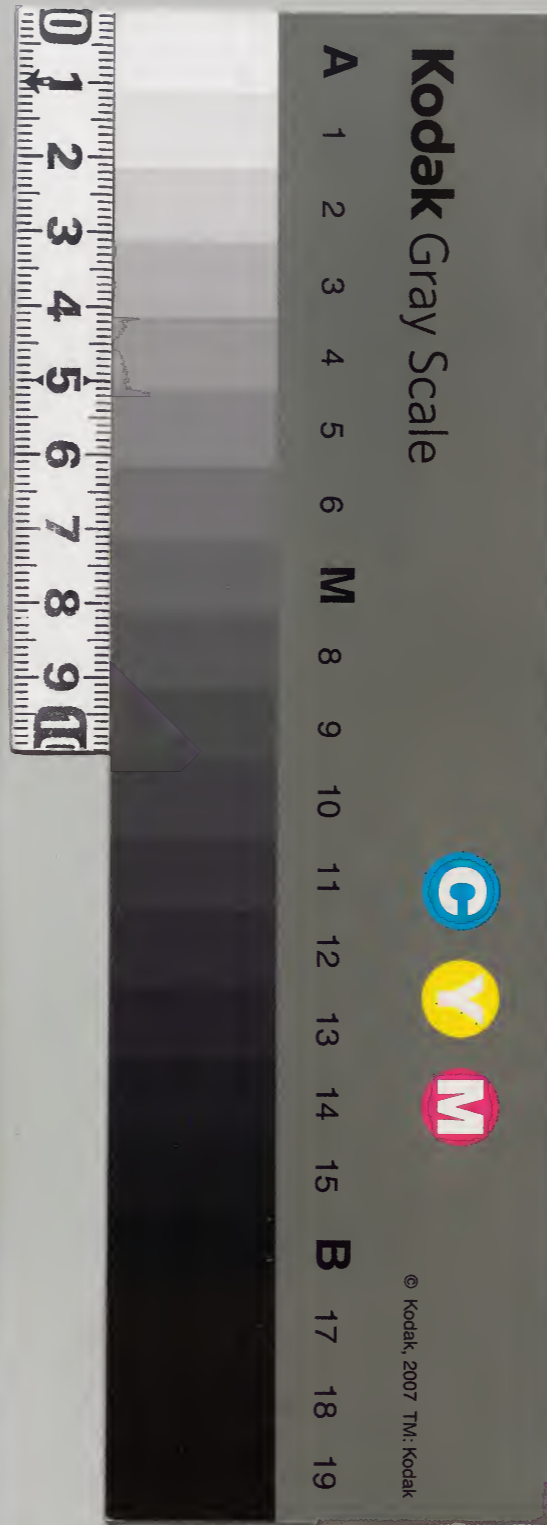 Kodak Gray Scale
C Y M
© Kodak, 2007 TM: Kodak
A 1 2 3 4 5 6 M 8 9 10 11 12 13 14 15 B 17 18 19
0 1 2 3 4 5 6 7 8 9 10